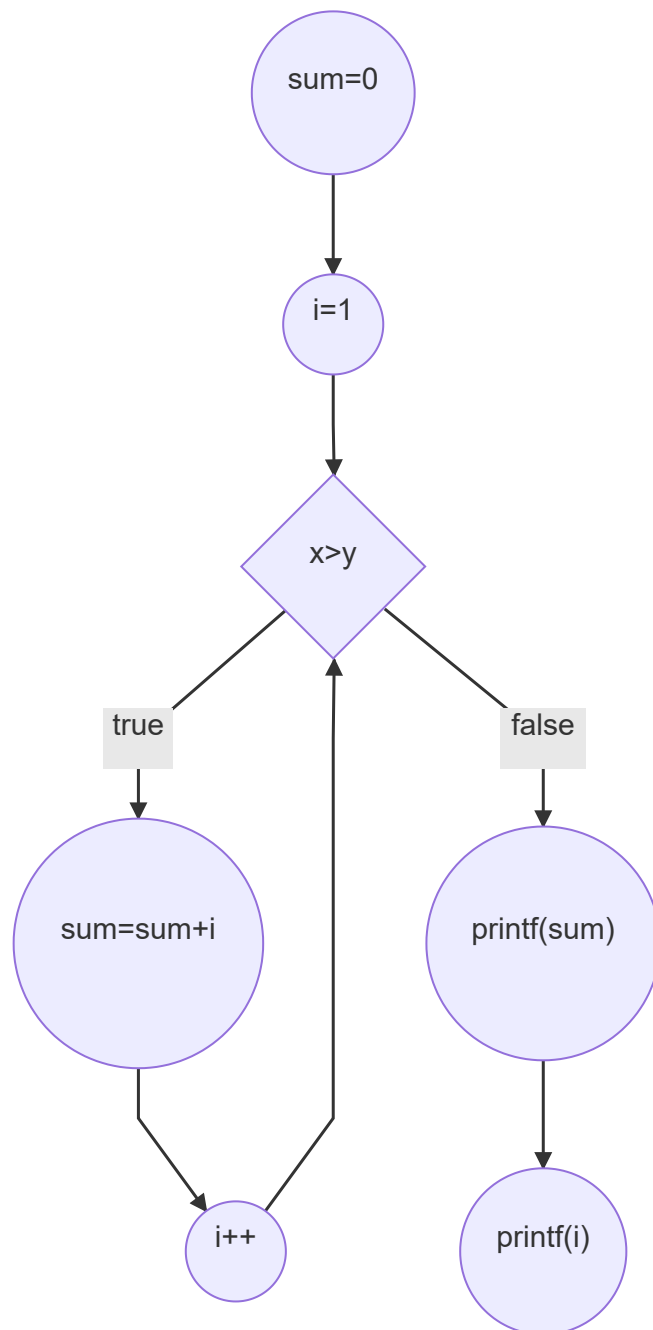 sum=0
i=1
x>y
true
false
sum=sum+i
printf(sum)
i++
printf(i)